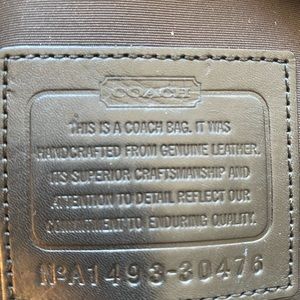 COACH
THIS IS A COACH BAG. IT WAS
HANDCRAFTED FROM GENUINE LEATHER.
ITS SUPERIOR CRAFTSMANSHIP AND
ATTENTION TO DETAIL REFLECT OUR
COMMITMENT TO ENDURING QUALITY.
NºA1493-30476